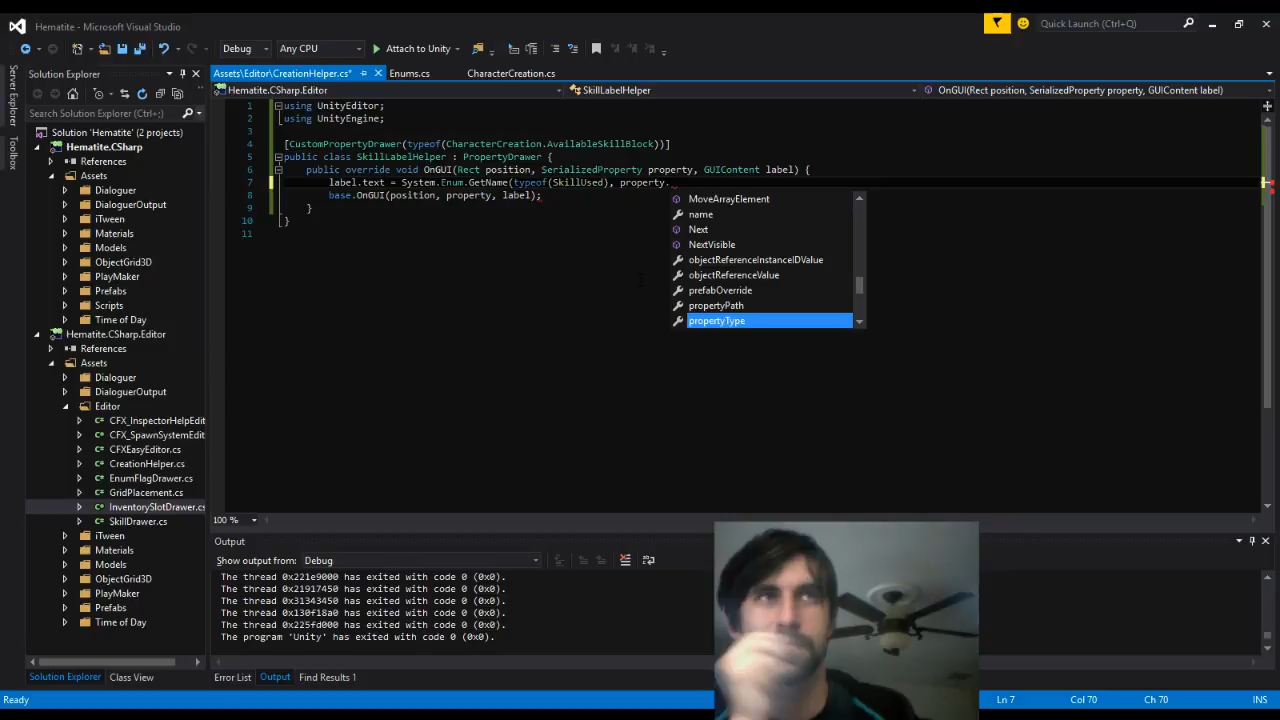 Hematite - Microsoft Visual Studio
Quick Launch (Ctrl+Q)
Debug
Any CPU
Attach to Unity
Server Explorer
Toolbox
Solution Explorer
Search Solution Explorer (Ctrl+;)
Solution 'Hematite' (2 projects)
Hematite.CSharp
References
Assets
Dialoguer
DialoguerOutput
iTween
Materials
Models
ObjectGrid3D
PlayMaker
Prefabs
Scripts
Time of Day
Hematite.CSharp.Editor
References
Assets
Dialoguer
DialoguerOutput
Editor
CFX_InspectorHelpEdit
CFX_SpawnSystemEdit
CFXEasyEditor.cs
CreationHelper.cs
EnumFlagDrawer.cs
GridPlacement.cs
InventorySlotDrawer.cs
SkillDrawer.cs
iTween
Materials
Models
ObjectGrid3D
PlayMaker
Prefabs
Time of Day
Solution Explorer
Class View
Assets\Editor\CreationHelper.cs*
Enums.cs
CharacterCreation.cs
Hematite.CSharp.Editor
SkillLabelHelper
OnGUI(Rect position, SerializedProperty property, GUIContent label)
1 using UnityEditor;
2 using UnityEngine;
3
4 [CustomPropertyDrawer(typeof(CharacterCreation.AvailableSkillBlock))]
5 public class SkillLabelHelper : PropertyDrawer {
6 public override void OnGUI(Rect position, SerializedProperty property, GUIContent label) {
7 label.text = System.Enum.GetName(typeof(SkillUsed), property.
8 base.OnGUI(position, property, label);
9 }
10 }
11
MoveArrayElement
name
Next
NextVisible
objectReferenceInstanceIDValue
objectReferenceValue
prefabOverride
propertyPath
propertyType
100 %
Output
Show output from: Debug
The thread 0x221e9000 has exited with code 0 (0x0).
The thread 0x21917450 has exited with code 0 (0x0).
The thread 0x31343450 has exited with code 0 (0x0).
The thread 0x130f18a0 has exited with code 0 (0x0).
The thread 0x225fd000 has exited with code 0 (0x0).
The program 'Unity' has exited with code 0 (0x0).
Error List
Output
Find Results 1
Ready
Ln 7
Col 70
Ch 70
INS